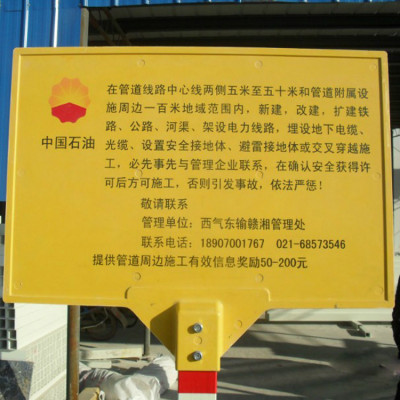 在管道线路中心线两侧五米至五十米和管道附属设
施周边一百米地域范围内，新建，改建，扩建铁
路、公路、河渠、架设电力线路，埋设地下电缆、
光缆、设置安全接地体、避雷接地体或交叉穿越施
工，必先事先与管理企业联系，在确认安全获得许
可后方可施工，否则引发事故，依法严惩！
中国石油
敬请联系
管理单位：西气东输赣湘管理处
联系电话：18907001767 021-68573546
提供管道周边施工有效信息奖励50-200元